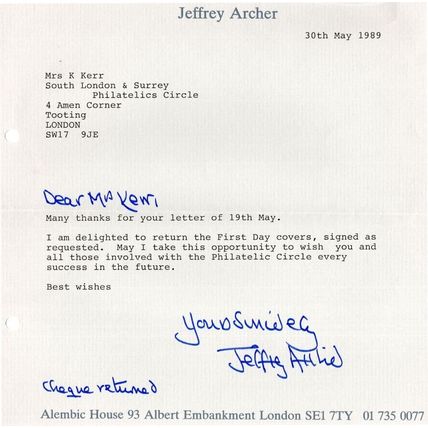 Jeffrey Archer
30th May 1989
Mrs K Kerr
South London & Surrey
Philatelics Circle
4 Amen Corner
Tooting
LONDON
SW17 9JE
Dear Mrs Kerr,
Many thanks for your letter of 19th May.
I am delighted to return the First Day covers, signed as
requested. May I take this opportunity to wish you and
all those involved with the Philatelic Circle every
success in the future.
Best wishes
Yours Sincerely
Jeffrey Archer
cheque returned
Alembic House 93 Albert Embankment London SE1 7TY 01 735 0077